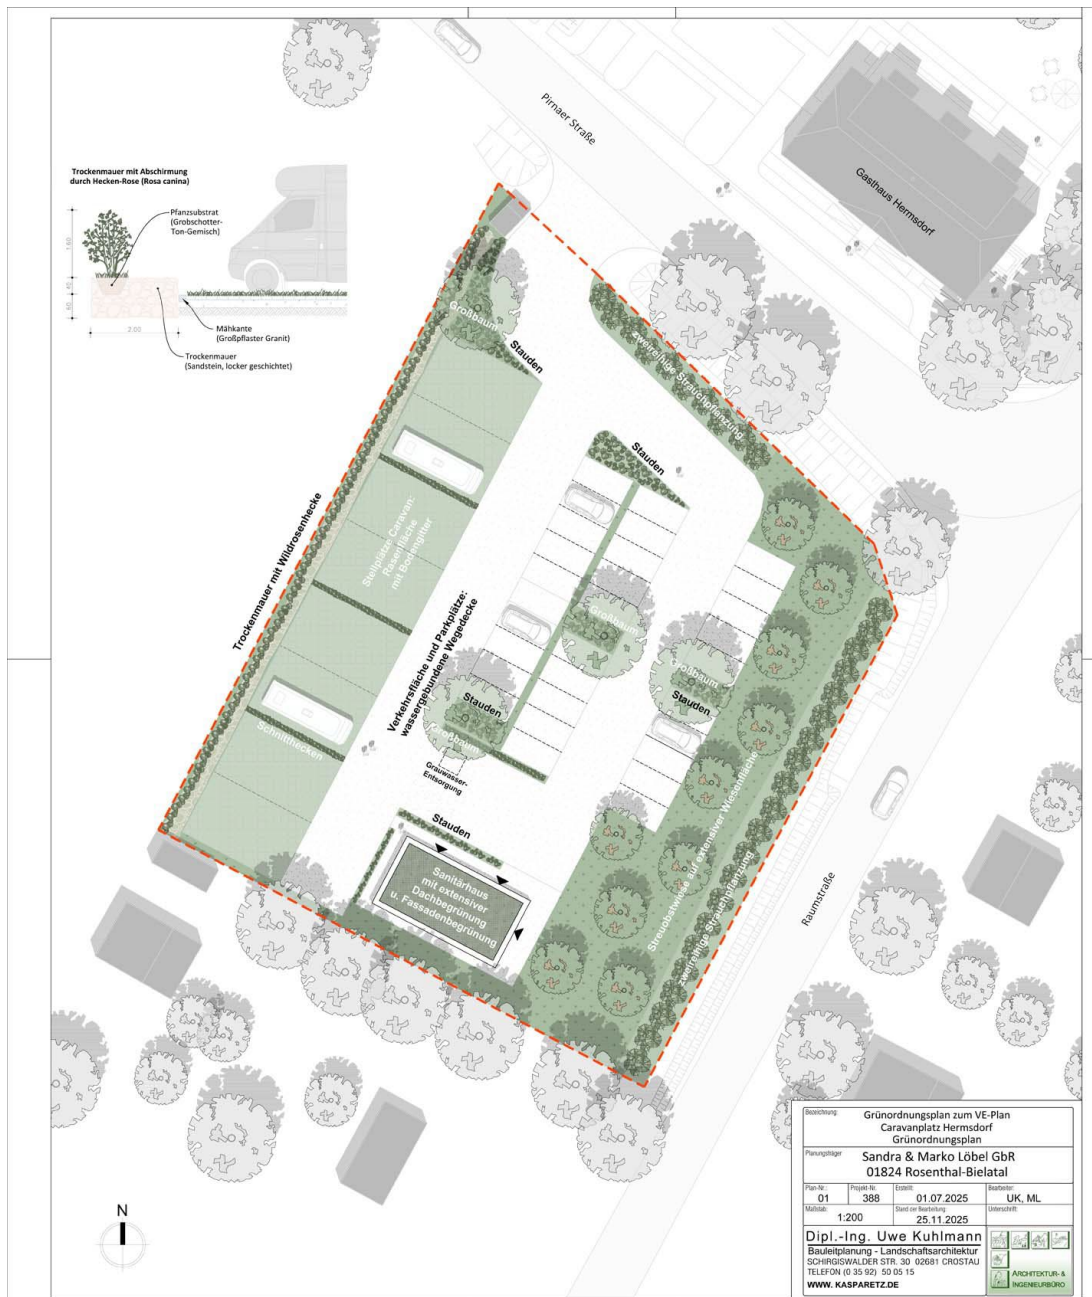 Pirnaer Straße
Gasthaus Hermsdorf
Trockenmauer mit Abschirmung
durch Hecken-Rose (Rosa canina)
Pfanzsubstrat
(Grobschotter-
Ton-Gemisch)
1.60
40
60
2.00
Mähkante
(Großpflaster Granit)
Trockenmauer
(Sandstein, locker geschichtet)
Großbaum
Stauden
zweireihige Strauchpflanzung
Stauden
Stellplätze Caravan:
Rasenfläche
mit Bodengitter
Trockenmauer mit Wildrosenhecke
Verkehrsfläche und Parkplätze:
wassergebundene Wegedecke
Großbaum
Großbaum
Stauden
Stauden
Großbaum
Schnitthecken
Grauwasser-
Entsorgung
Stauden
Sanitärhaus
mit extensiver
Dachbegrünung
u. Fassadenbegrünung
Streuobstwiese auf extensiver Wiesenfläche
zweireihige Strauchpflanzung
Raumstraße
N
Bezeichnung:
Grünordnungsplan zum VE-Plan
Caravanplatz Hermsdorf
Grünordnungsplan
Planungsträger
Sandra & Marko Löbel GbR
01824 Rosenthal-Bielatal
Plan-Nr.: Projekt-Nr. Erstellt: Bearbeiter:
01 388 01.07.2025 UK, ML
Maßstab: Stand der Bearbeitung: Unterschrift:
1:200 25.11.2025
Dipl.-Ing. Uwe Kuhlmann
Bauleitplanung - Landschaftsarchitektur
SCHIRGISWALDER STR. 30 02681 CROSTAU
TELEFON (0 35 92) 50 05 15
WWW. KASPARETZ.DE
ARCHITEKTUR- &
INGENIEURBÜRO